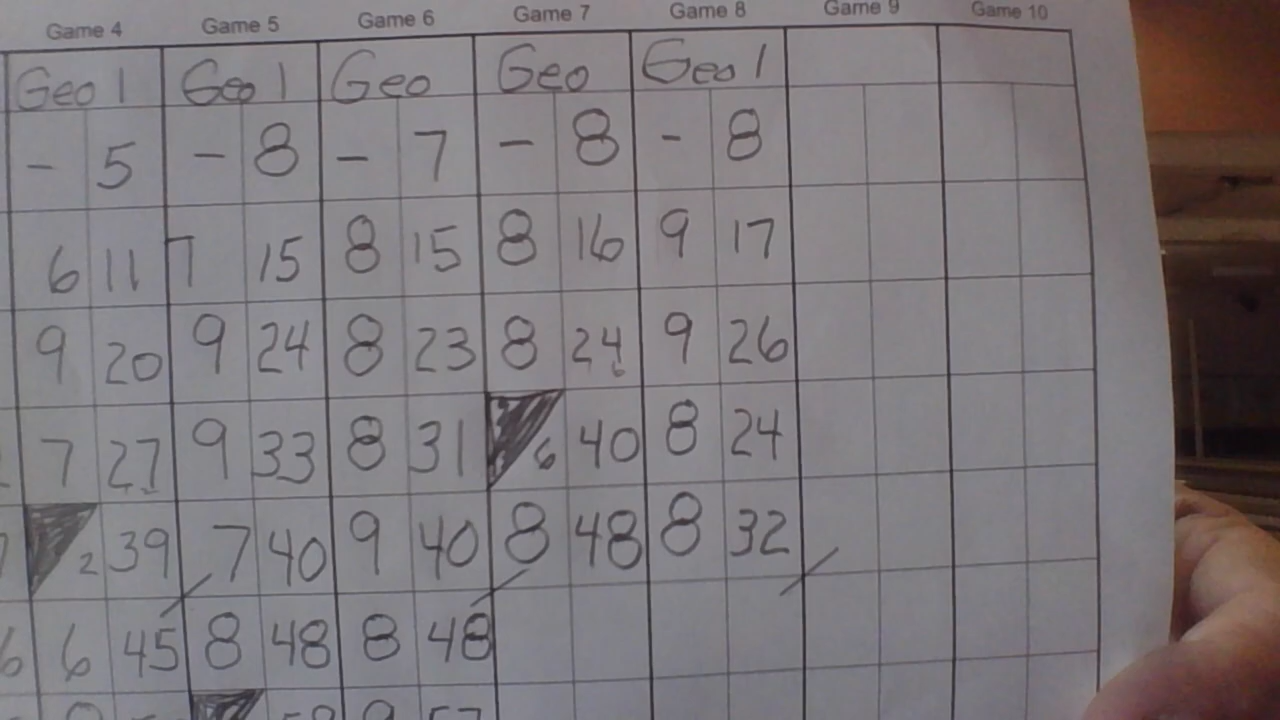 Game 4 Game 5 Game 6 Game 7 Game 8 Game 9 Game 10
Geo 1 Geo 1 Geo Geo Geo 1
- 5 - 8 - 7 - 8 - 8
6 11 7 15 8 15 8 16 9 17
9 20 9 24 8 23 8 24 9 26
7 27 9 33 8 31 6 40 8 24
2 39 7 40 9 40 8 48 8 32
6 6 45 8 48 8 48